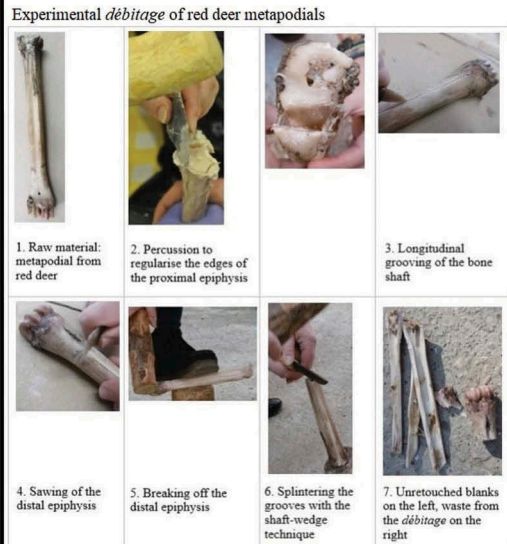 Experimental débitage of red deer metapodials
1. Raw material:
metapodial from
red deer
2. Percussion to
regularise the edges of
the proximal epiphysis
3. Longitudinal
grooving of the bone
shaft
4. Sawing of the
distal epiphysis
5. Breaking off the
distal epiphysis
6. Splintering the
grooves with the
shaft-wedge
technique
7. Unretouched blanks
on the left, waste from
the débitage on the
right